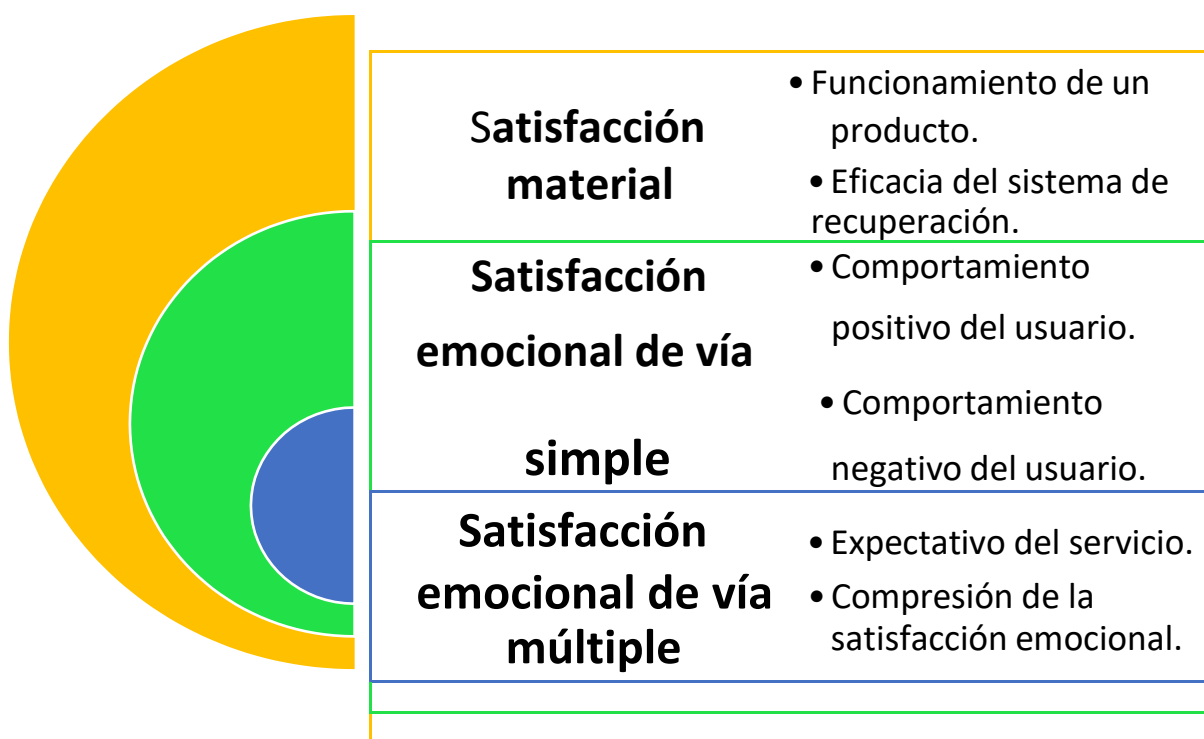 Satisfacción
material
• Funcionamiento de un
producto.
• Eficacia del sistema de
recuperación.
Satisfacción
emocional de vía
simple
• Comportamiento
positivo del usuario.
• Comportamiento
negativo del usuario.
Satisfacción
emocional de vía
múltiple
• Expectativo del servicio.
• Compresión de la
satisfacción emocional.